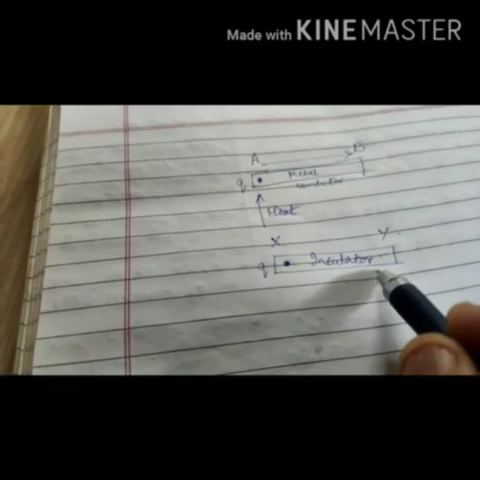 Made with KINEMASTER
A B
q Metal
Heat
X Y
q Insulator